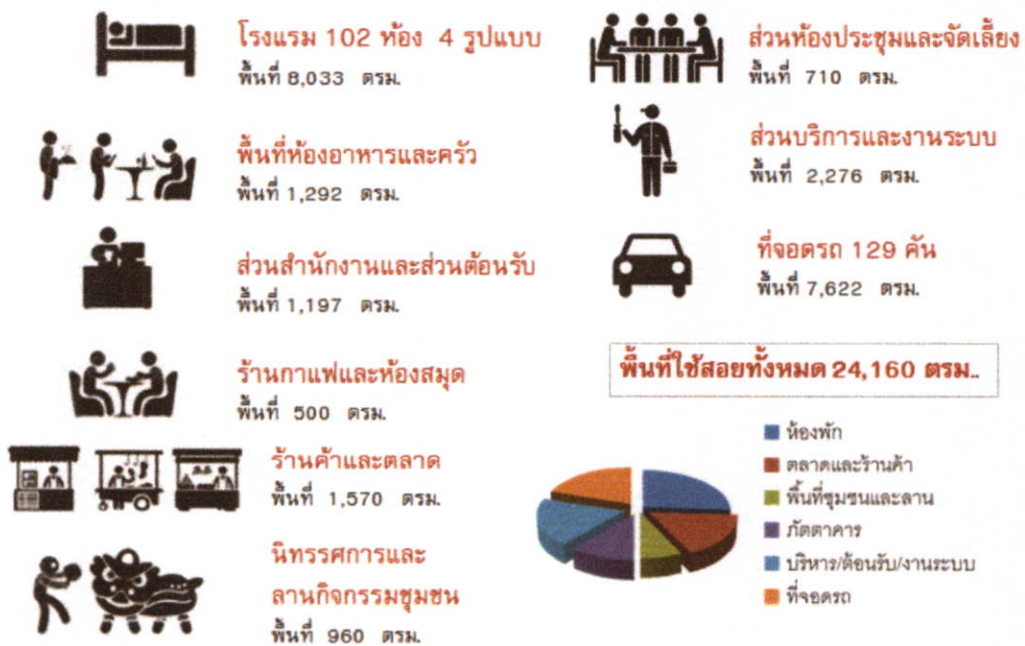 โรงแรม 102 ห้อง 4 รูปแบบ
พื้นที่ 8,033 ตรม.
พื้นที่ห้องอาหารและครัว
พื้นที่ 1,292 ตรม.
ส่วนสำนักงานและส่วนต้อนรับ
พื้นที่ 1,197 ตรม.
ร้านกาแฟและห้องสมุด
พื้นที่ 500 ตรม.
ร้านค้าและตลาด
พื้นที่ 1,570 ตรม.
นิทรรศการและ
ลานกิจกรรมชุมชน
พื้นที่ 960 ตรม.
ส่วนห้องประชุมและจัดเลี้ยง
พื้นที่ 710 ตรม.
ส่วนบริการและงานระบบ
พื้นที่ 2,276 ตรม.
ที่จอดรถ 129 คัน
พื้นที่ 7,622 ตรม.
พื้นที่ใช้สอยทั้งหมด 24,160 ตรม..
ห้องพัก
ตลาดและร้านค้า
พื้นที่ชุมชนและลาน
ภัตตาคาร
บริหาร/ต้อนรับ/งานระบบ
ที่จอดรถ